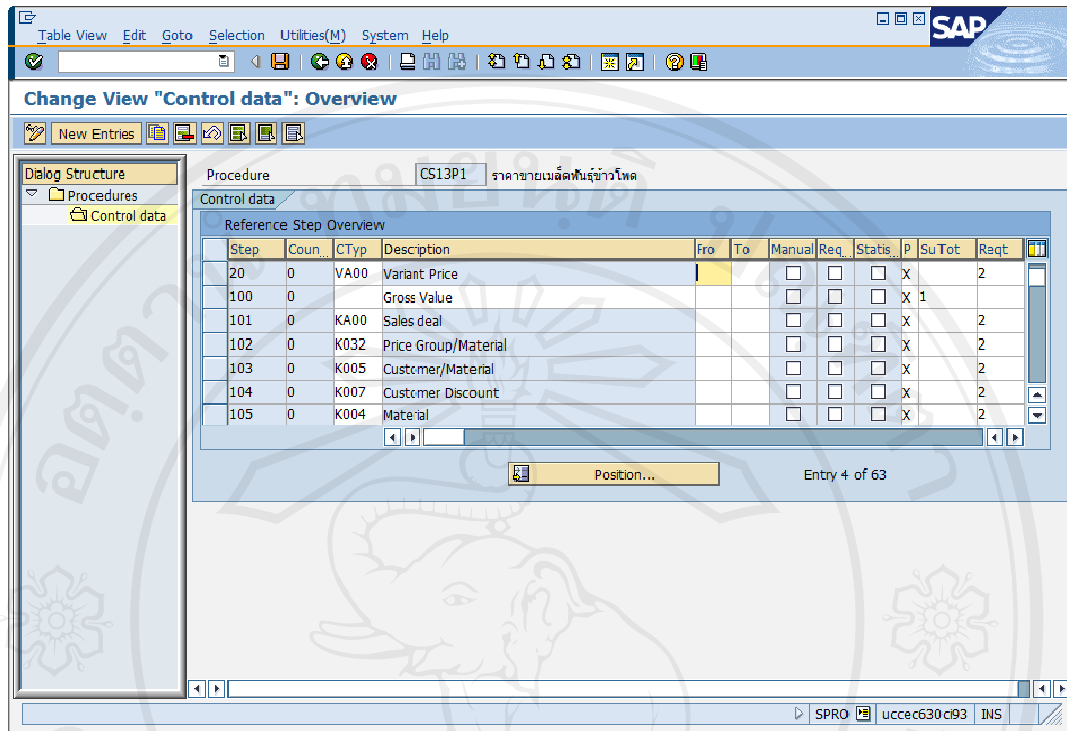 Table View Edit Goto Selection Utilities(M) System Help
SAP
Change View "Control data": Overview
New Entries
Dialog Structure
Procedures
Control data
Procedure CS13P1 ราคาขายเมล็ดพันธุ์ข้าวโพด
Control data
Reference Step Overview
Step Coun... CTyp Description Fro To Manual Req... Statis... P SuTot Reqt
20 0 VA00 Variant Price X 2
100 0 Gross Value X 1
101 0 KA00 Sales deal X 2
102 0 K032 Price Group/Material X 2
103 0 K005 Customer/Material X 2
104 0 K007 Customer Discount X 2
105 0 K004 Material X 2
Position... Entry 4 of 63
SPRO uccec630ci93 INS